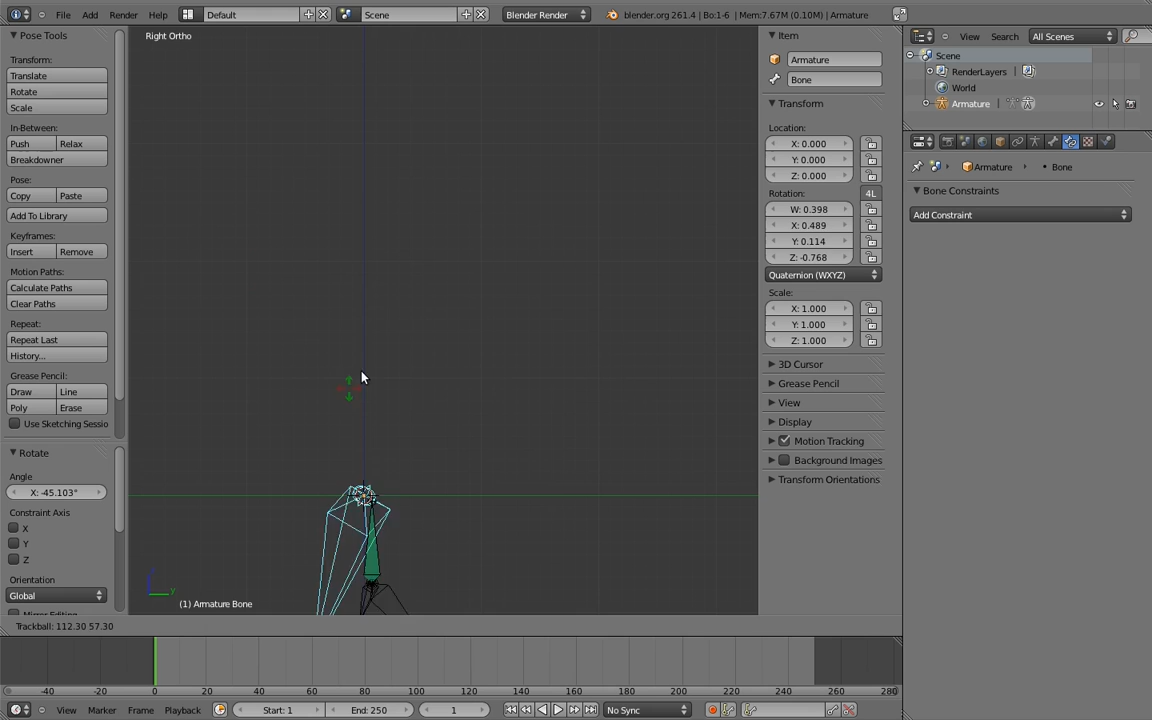 File Add Render Help Default Scene Blender Render blender.org 261.4 | Bo:1-6 | Mem:7.67M (0.10M) | Armature
Pose Tools
Transform:
Translate
Rotate
Scale
In-Between:
Push Relax
Breakdowner
Pose:
Copy Paste
Add To Library
Keyframes:
Insert Remove
Motion Paths:
Calculate Paths
Clear Paths
Repeat:
Repeat Last
History...
Grease Pencil:
Draw Line
Poly Erase
Use Sketching Sessio
Rotate
Angle
X: -45.103°
Constraint Axis
X
Y
Z
Orientation
Global
Right Ortho
z
y
(1) Armature Bone
Item
Armature
Bone
Transform
Location:
X: 0.000
Y: 0.000
Z: 0.000
Rotation:
4L
W: 0.398
X: 0.489
Y: 0.114
Z: -0.768
Quaternion (WXYZ)
Scale:
X: 1.000
Y: 1.000
Z: 1.000
3D Cursor
Grease Pencil
View
Display
Motion Tracking
Background Images
Transform Orientations
View Search All Scenes
Scene
RenderLayers |
World
Armature |
Armature Bone
Bone Constraints
Add Constraint
Trackball: 112.30 57.30
-40 -20 0 20 40 60 80 100 120 140 160 180 200 220 240 260 280
View Marker Frame Playback Start: 1 End: 250 1 No Sync